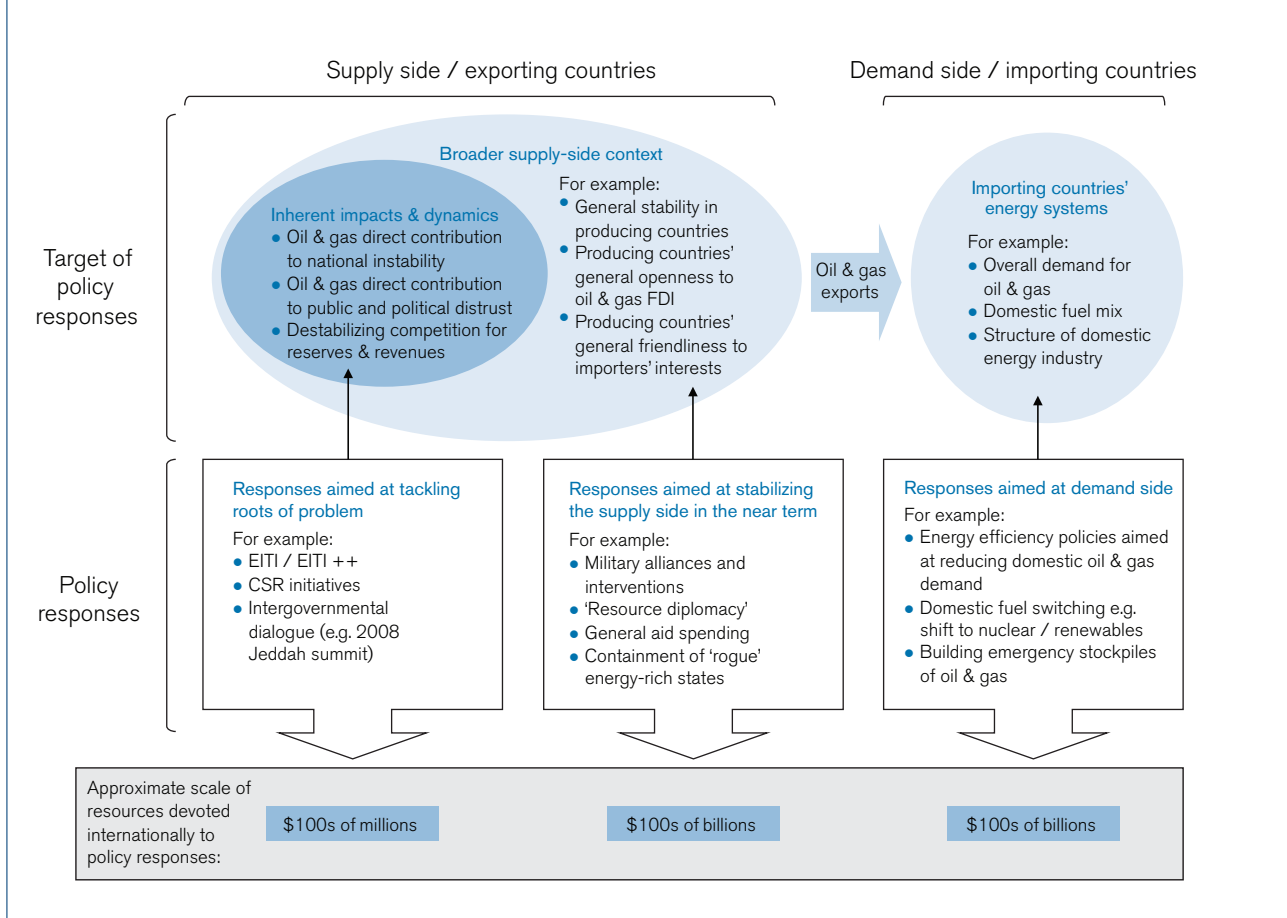 Supply side / exporting countries
Demand side / importing countries
Target of
policy
responses
Broader supply-side context
Inherent impacts & dynamics
● Oil & gas direct contribution
to national instability
● Oil & gas direct contribution
to public and political distrust
● Destabilizing competition for
reserves & revenues
For example:
● General stability in
producing countries
● Producing countries’
general openness to
oil & gas FDI
● Producing countries’
general friendliness to
importers’ interests
Oil & gas
exports
Importing countries’
energy systems
For example:
● Overall demand for
oil & gas
● Domestic fuel mix
● Structure of domestic
energy industry
Policy
responses
Responses aimed at tackling
roots of problem
For example:
● EITI / EITI ++
● CSR initiatives
● Intergovernmental
dialogue (e.g. 2008
Jeddah summit)
Responses aimed at stabilizing
the supply side in the near term
For example:
● Military alliances and
interventions
● ‘Resource diplomacy’
● General aid spending
● Containment of ‘rogue’
energy-rich states
Responses aimed at demand side
For example:
● Energy efficiency policies aimed
at reducing domestic oil & gas
demand
● Domestic fuel switching e.g.
shift to nuclear / renewables
● Building emergency stockpiles
of oil & gas
Approximate scale of
resources devoted
internationally to
policy responses:
$100s of millions
$100s of billions
$100s of billions